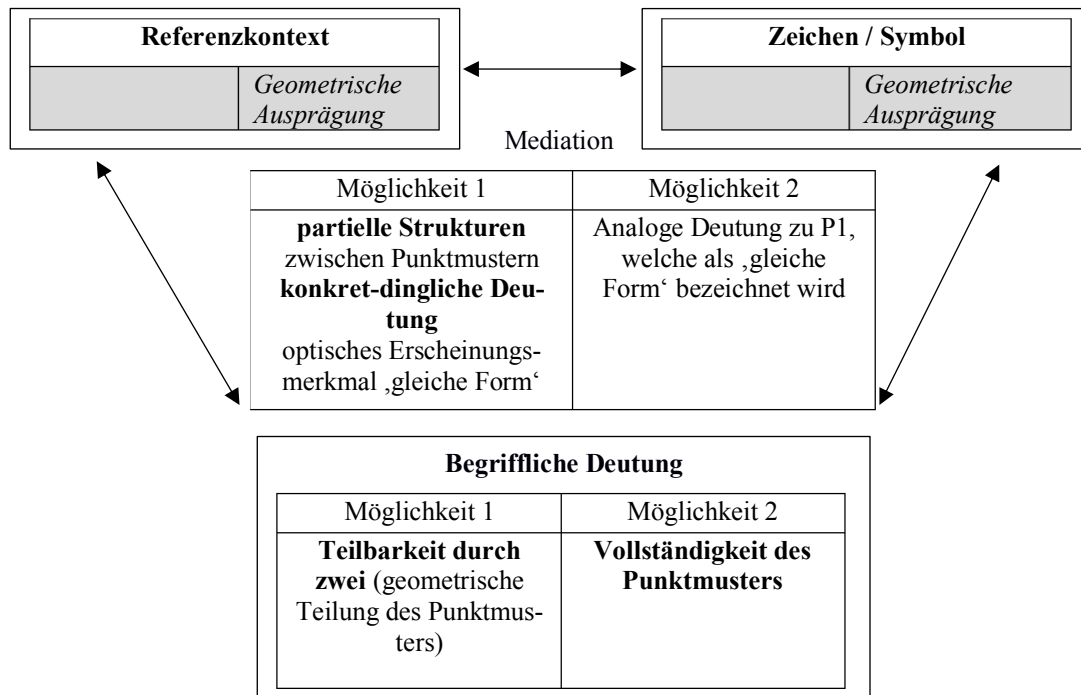 Referenzkontext
Geometrische
Ausprägung
Zeichen / Symbol
Geometrische
Ausprägung
Mediation
Möglichkeit 1
partielle Strukturen
zwischen Punktmustern
konkret-dingliche Deu-
tung
optisches Erscheinungs-
merkmal ‚gleiche Form‘
Möglichkeit 2
Analoge Deutung zu P1,
welche als ‚gleiche
Form‘ bezeichnet wird
Begriffliche Deutung
Möglichkeit 1
Teilbarkeit durch
zwei (geometrische
Teilung des Punktmus-
ters)
Möglichkeit 2
Vollständigkeit des
Punktmusters